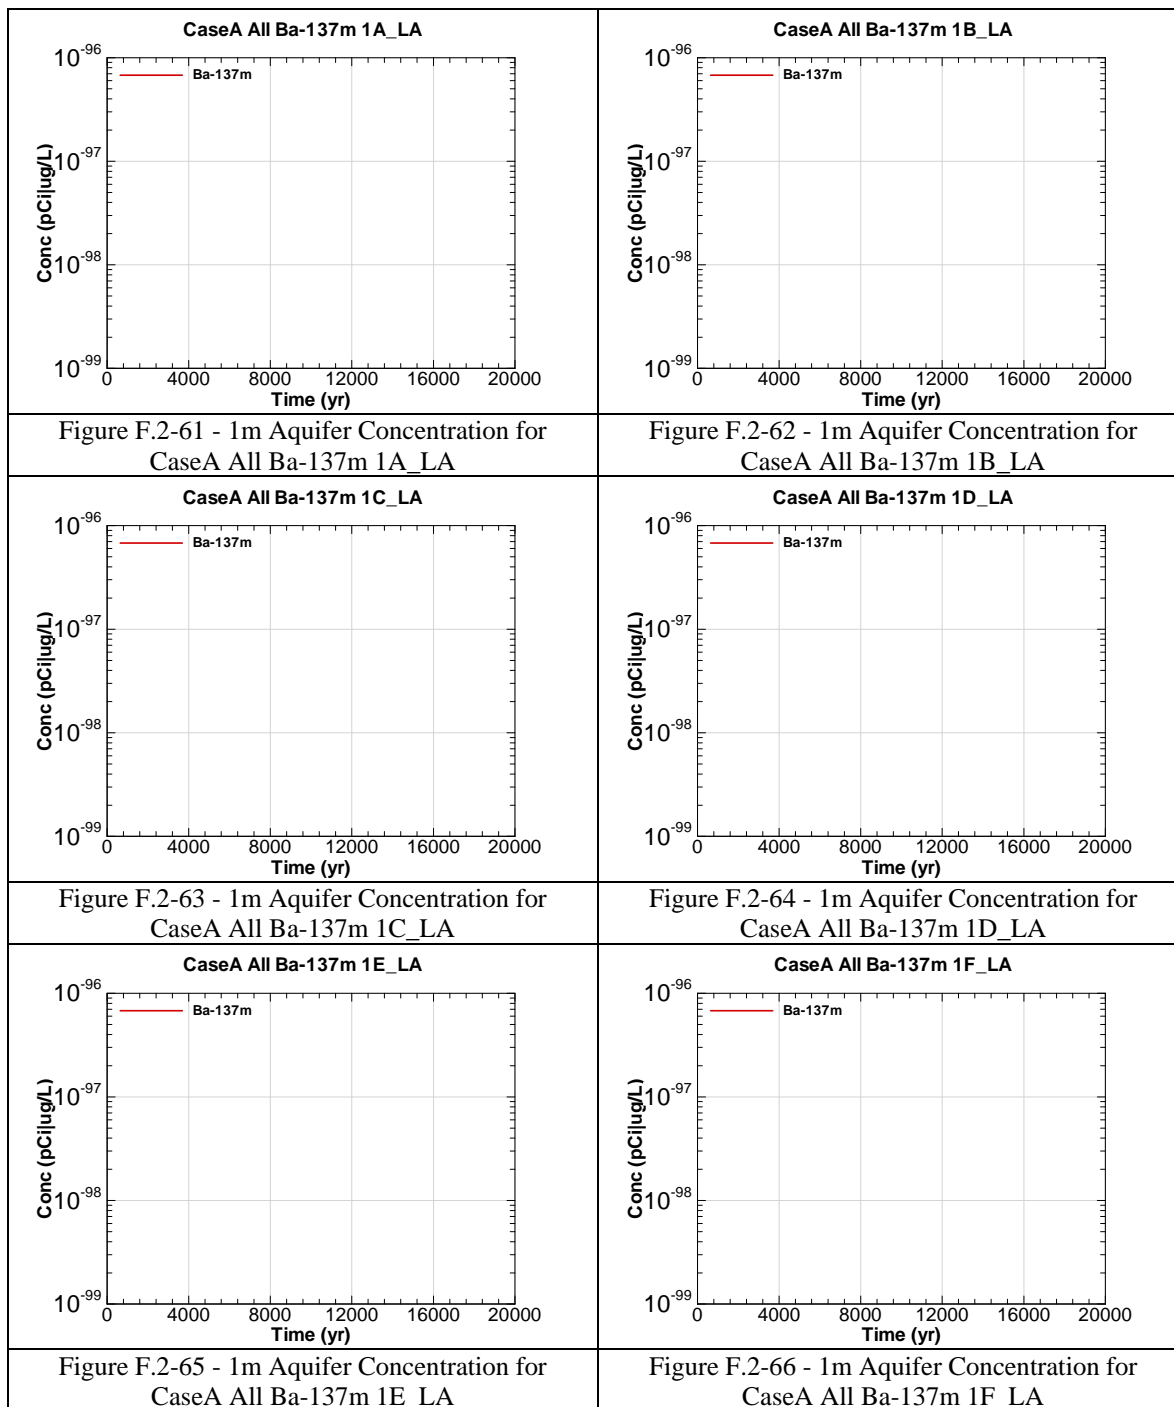 CaseA All Ba-137m 1A_LA
10-96
Ba-137m
10-97
Conc (pCi|ug/L)
10-98
10-99
0 4000 8000 12000 16000 20000
Time (yr)
Figure F.2-61 - 1m Aquifer Concentration for
CaseA All Ba-137m 1A_LA
CaseA All Ba-137m 1B_LA
10-96
Ba-137m
10-97
Conc (pCi|ug/L)
10-98
10-99
0 4000 8000 12000 16000 20000
Time (yr)
Figure F.2-62 - 1m Aquifer Concentration for
CaseA All Ba-137m 1B_LA
CaseA All Ba-137m 1C_LA
10-96
Ba-137m
10-97
Conc (pCi|ug/L)
10-98
10-99
0 4000 8000 12000 16000 20000
Time (yr)
Figure F.2-63 - 1m Aquifer Concentration for
CaseA All Ba-137m 1C_LA
CaseA All Ba-137m 1D_LA
10-96
Ba-137m
10-97
Conc (pCi|ug/L)
10-98
10-99
0 4000 8000 12000 16000 20000
Time (yr)
Figure F.2-64 - 1m Aquifer Concentration for
CaseA All Ba-137m 1D_LA
CaseA All Ba-137m 1E_LA
10-96
Ba-137m
10-97
Conc (pCi|ug/L)
10-98
10-99
0 4000 8000 12000 16000 20000
Time (yr)
Figure F.2-65 - 1m Aquifer Concentration for
CaseA All Ba-137m 1E_LA
CaseA All Ba-137m 1F_LA
10-96
Ba-137m
10-97
Conc (pCi|ug/L)
10-98
10-99
0 4000 8000 12000 16000 20000
Time (yr)
Figure F.2-66 - 1m Aquifer Concentration for
CaseA All Ba-137m 1F_LA